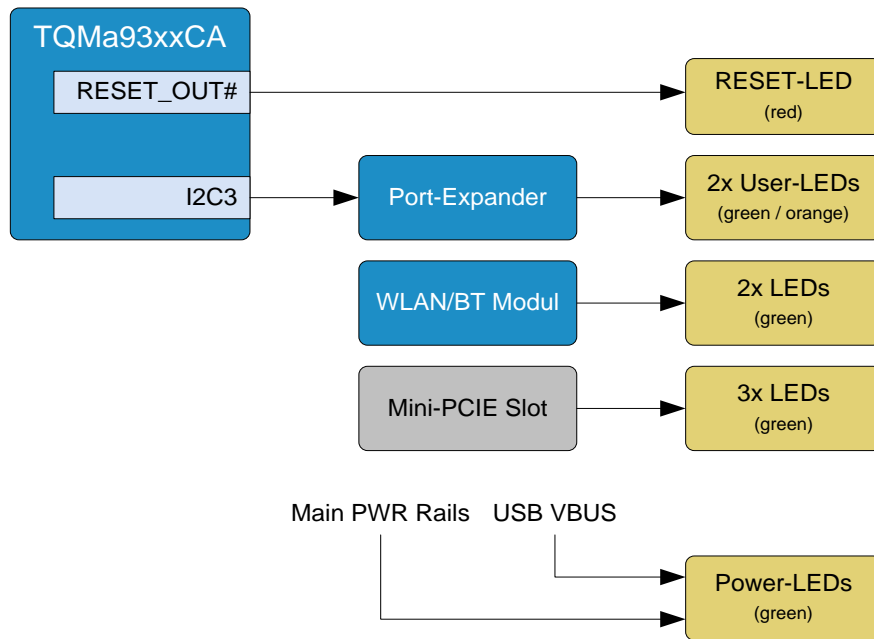 TQMa93xxCA
RESET_OUT#
RESET-LED
(red)
I2C3
Port-Expander
2x User-LEDs
(green / orange)
WLAN/BT Modul
2x LEDs
(green)
Mini-PCIE Slot
3x LEDs
(green)
Main PWR Rails
USB VBUS
Power-LEDs
(green)